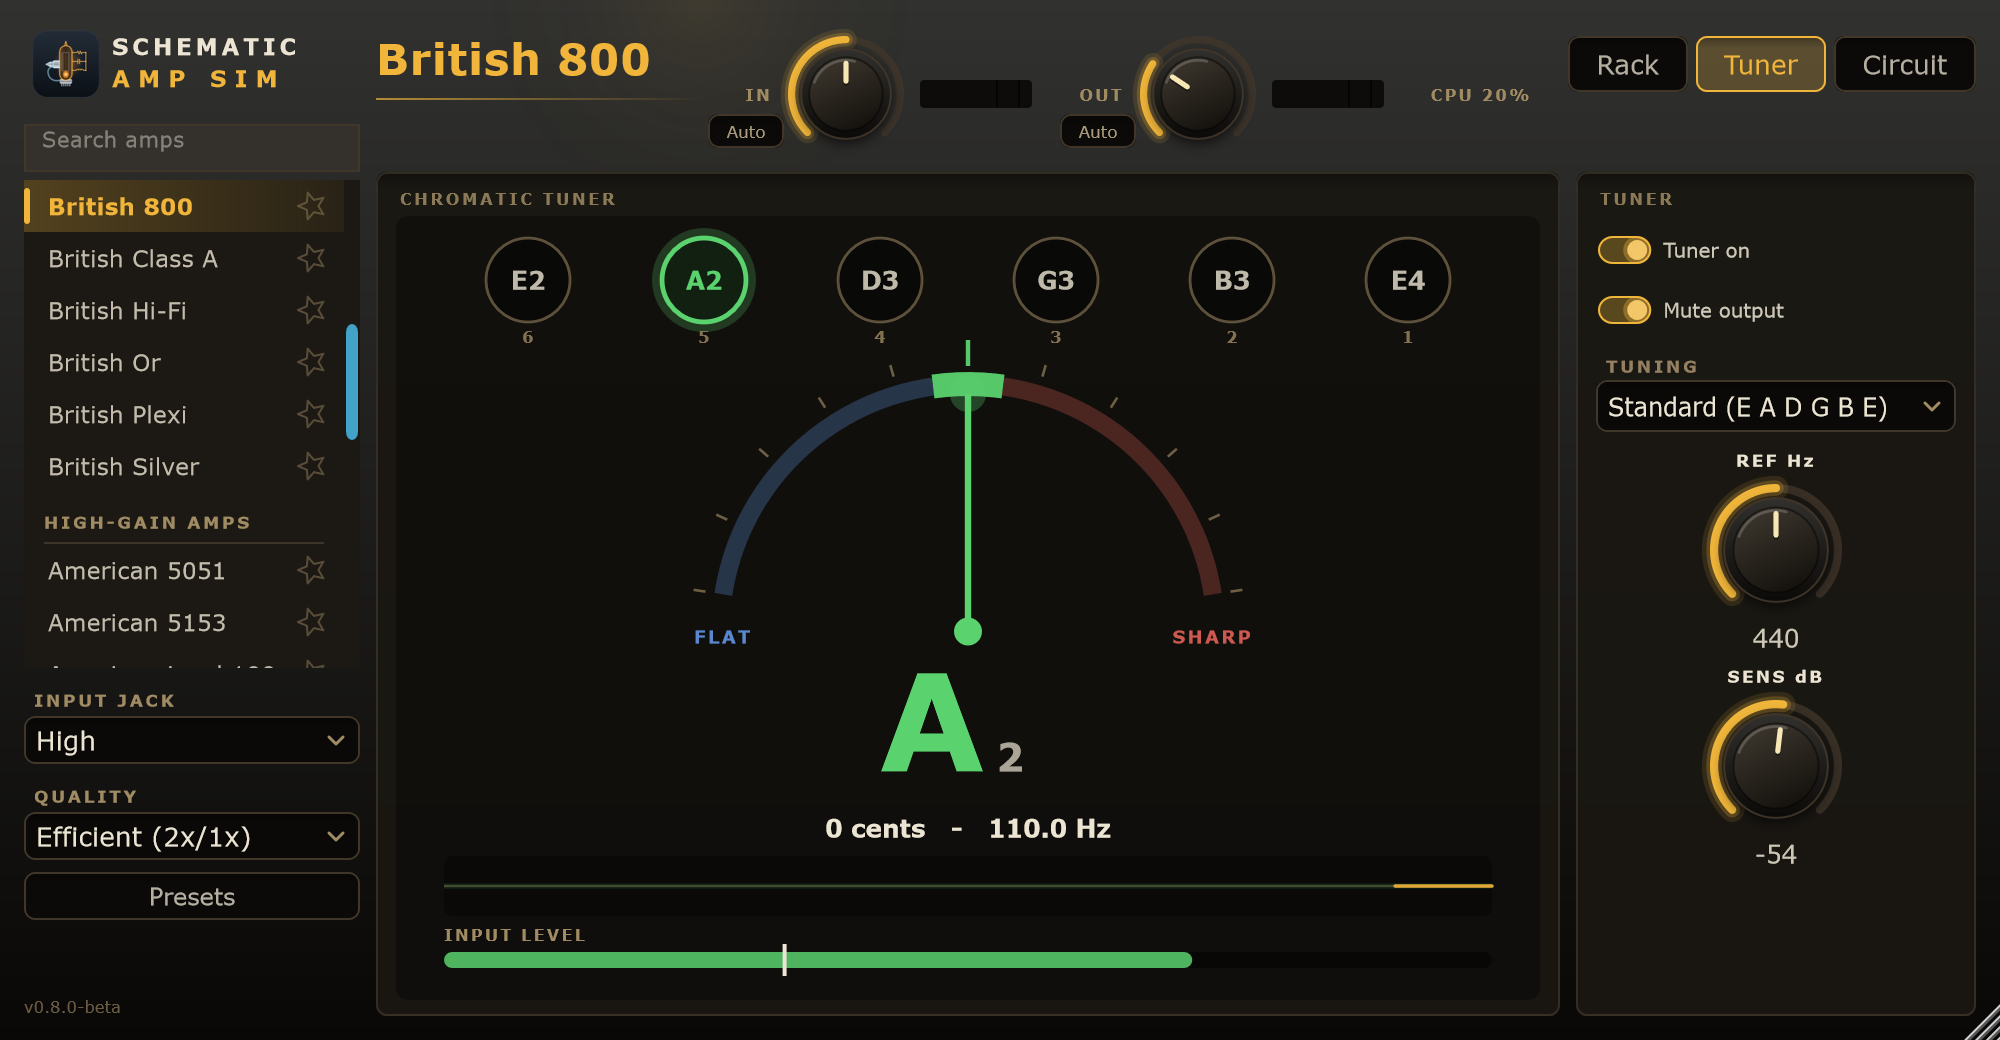 SCHEMATIC
AMP SIM
British 800
IN
Auto
OUT
Auto
CPU 20%
Rack
Tuner
Circuit
Search amps
British 800
British Class A
British Hi-Fi
British Or
British Plexi
British Silver
HIGH-GAIN AMPS
American 5051
American 5153
INPUT JACK
High
QUALITY
Efficient (2x/1x)
Presets
v0.8.0-beta
CHROMATIC TUNER
E2 A2 D3 G3 B3 E4
6 5 4 3 2 1
FLAT
SHARP
A 2
0 cents - 110.0 Hz
INPUT LEVEL
TUNER
Tuner on
Mute output
TUNING
Standard (E A D G B E)
REF Hz
440
SENS dB
-54